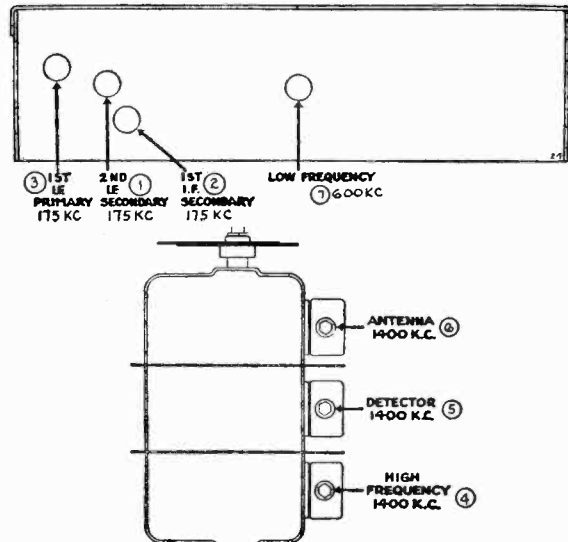 21
③ 1ST
I.F.
PRIMARY
175 KC
2ND
I.F. ①
SECONDARY
175 KC
1ST
I.F. ②
SECONDARY
175 KC
LOW FREQUENCY
⑦ 600 KC
ANTENNA ⑥
1400 K.C.
DETECTOR ⑤
1400 K.C.
HIGH
FREQUENCY ④
1400 K.C.